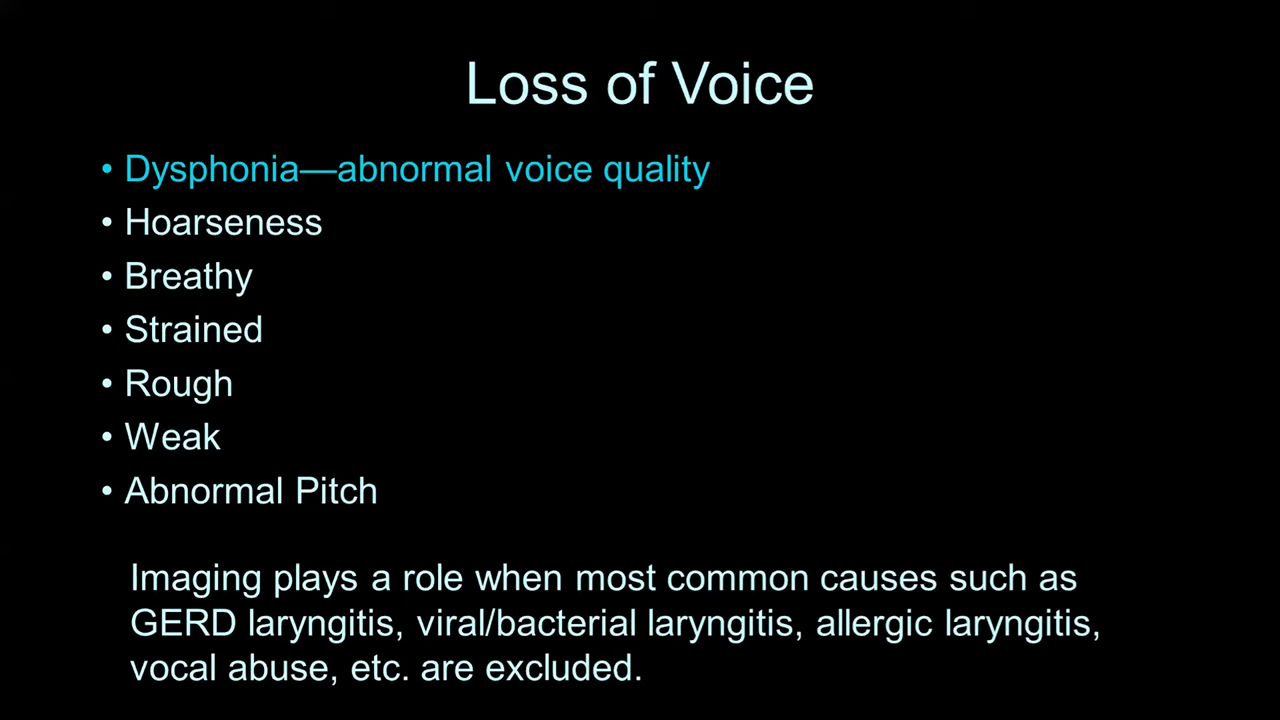 Loss of Voice
• Dysphonia—abnormal voice quality
• Hoarseness
• Breathy
• Strained
• Rough
• Weak
• Abnormal Pitch
Imaging plays a role when most common causes such as
GERD laryngitis, viral/bacterial laryngitis, allergic laryngitis,
vocal abuse, etc. are excluded.